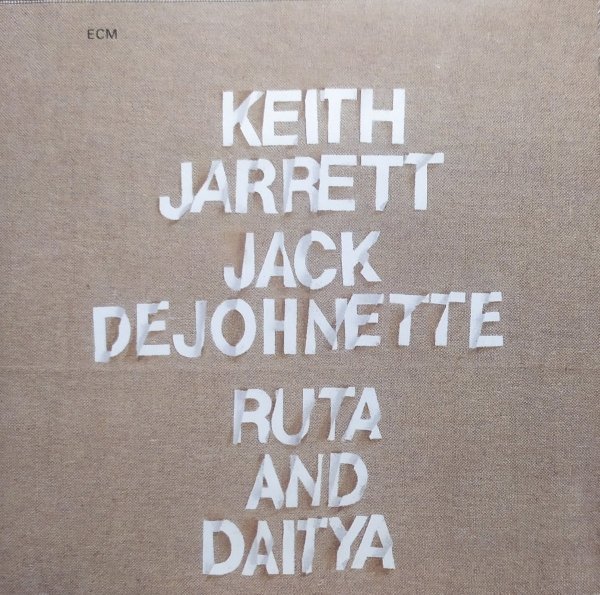 ECM
KEITH
JARRETT
JACK
DEJOHNETTE
RUTA
AND
DAITYA